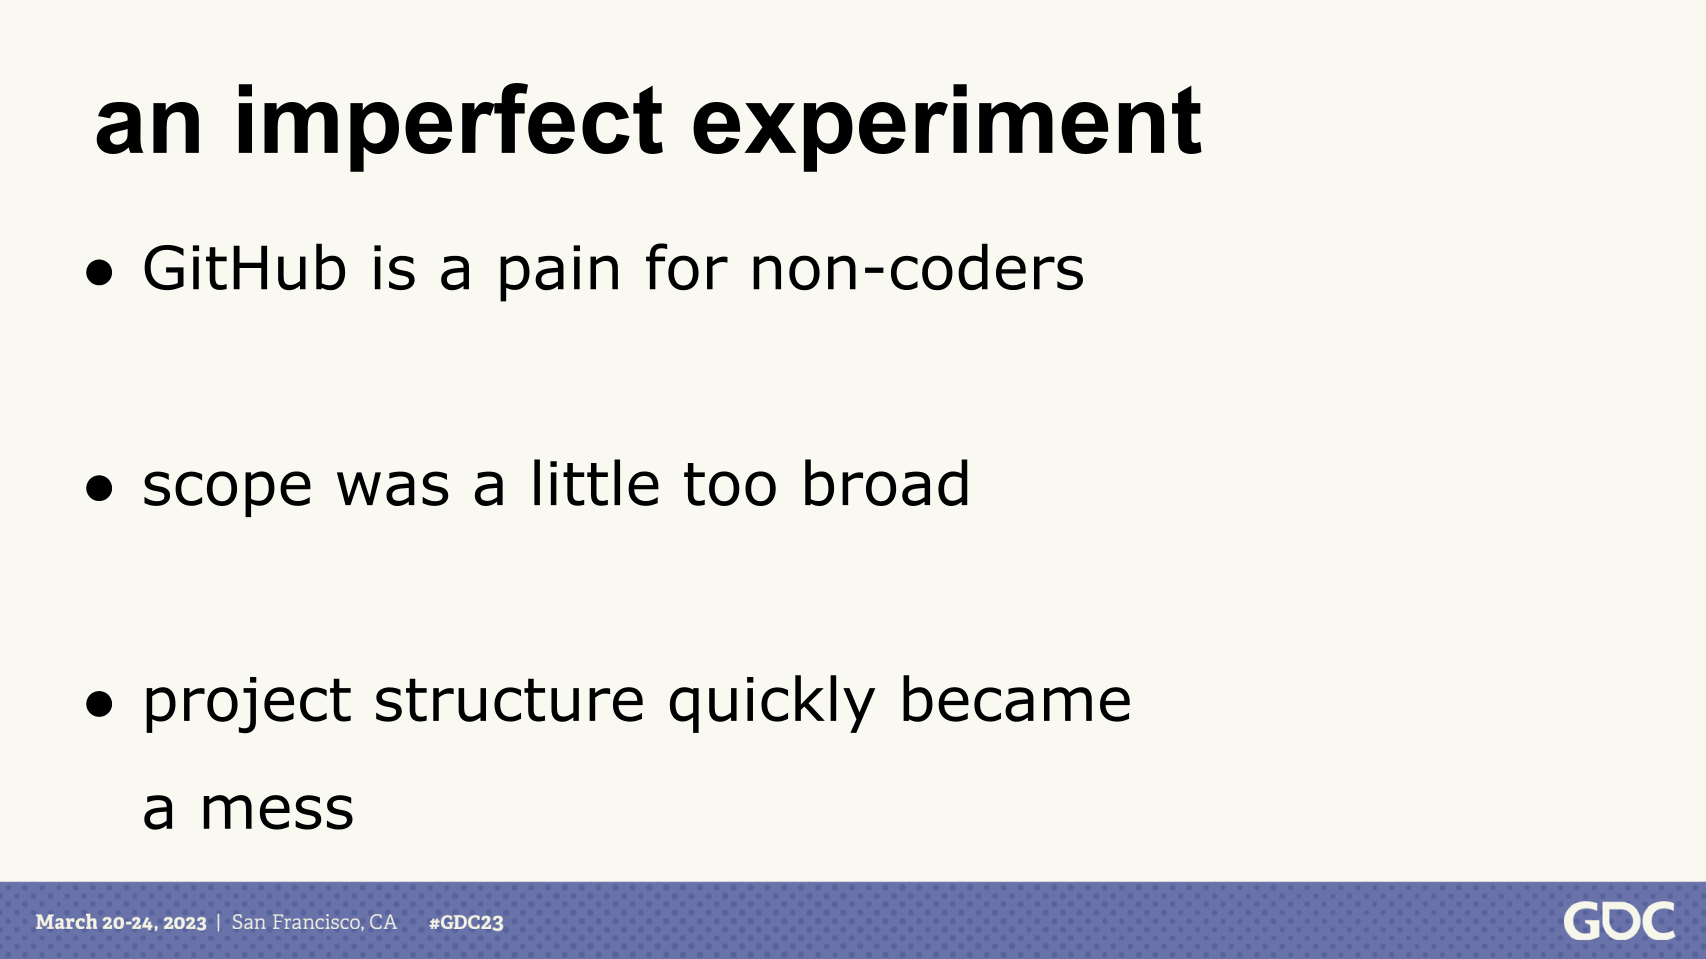 an imperfect experiment
● GitHub is a pain for non-coders
● scope was a little too broad
● project structure quickly became
a mess
March 20-24, 2023 | San Francisco, CA #GDC23
GDC